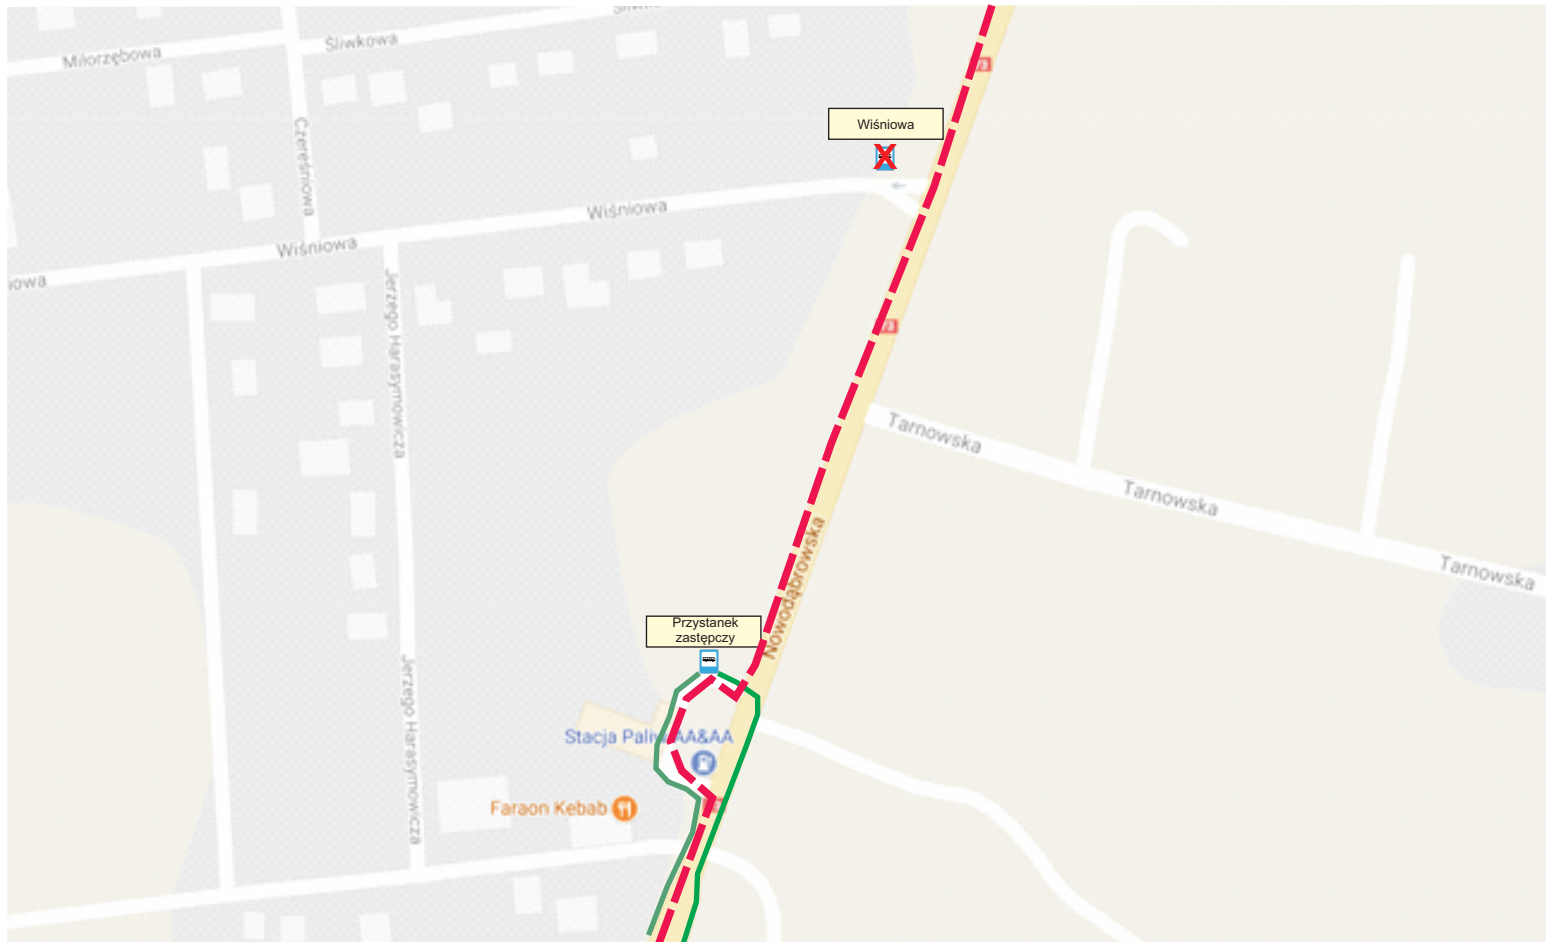 Miłorzębowa
Śliwkowa
Czereśniowa
Wiśniowa
Wiśniowa
Wiśniowa
Jerzego Harasymowicza
Tarnowska
Tarnowska
Tarnowska
Nowodąbrowska
Przystanek
zastępczy
Jerzego Harasymowicza
Stacja Paliw AA&AA
Faraon Kebab